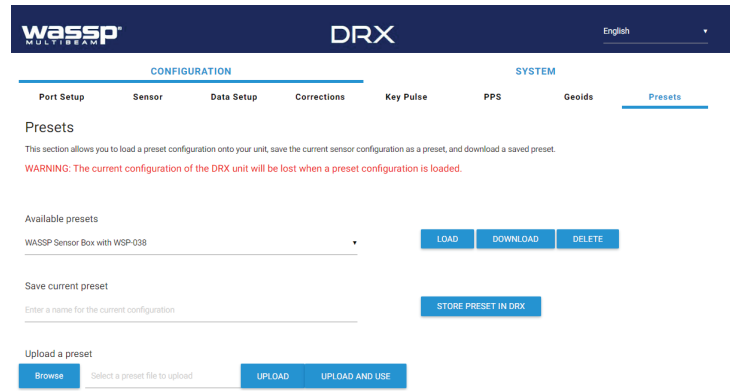 wassp
MULTIBEAM
DRX
English
CONFIGURATION
SYSTEM
Port Setup
Sensor
Data Setup
Corrections
Key Pulse
PPS
Geoids
Presets
Presets
This section allows you to load a preset configuration onto your unit, save the current sensor configuration as a preset, and download a saved preset.
WARNING: The current configuration of the DRX unit will be lost when a preset configuration is loaded.
Available presets
WASSP Sensor Box with WSP-038
LOAD
DOWNLOAD
DELETE
Save current preset
Enter a name for the current configuration
STORE PRESET IN DRX
Upload a preset
Browse
Select a preset file to upload
UPLOAD
UPLOAD AND USE